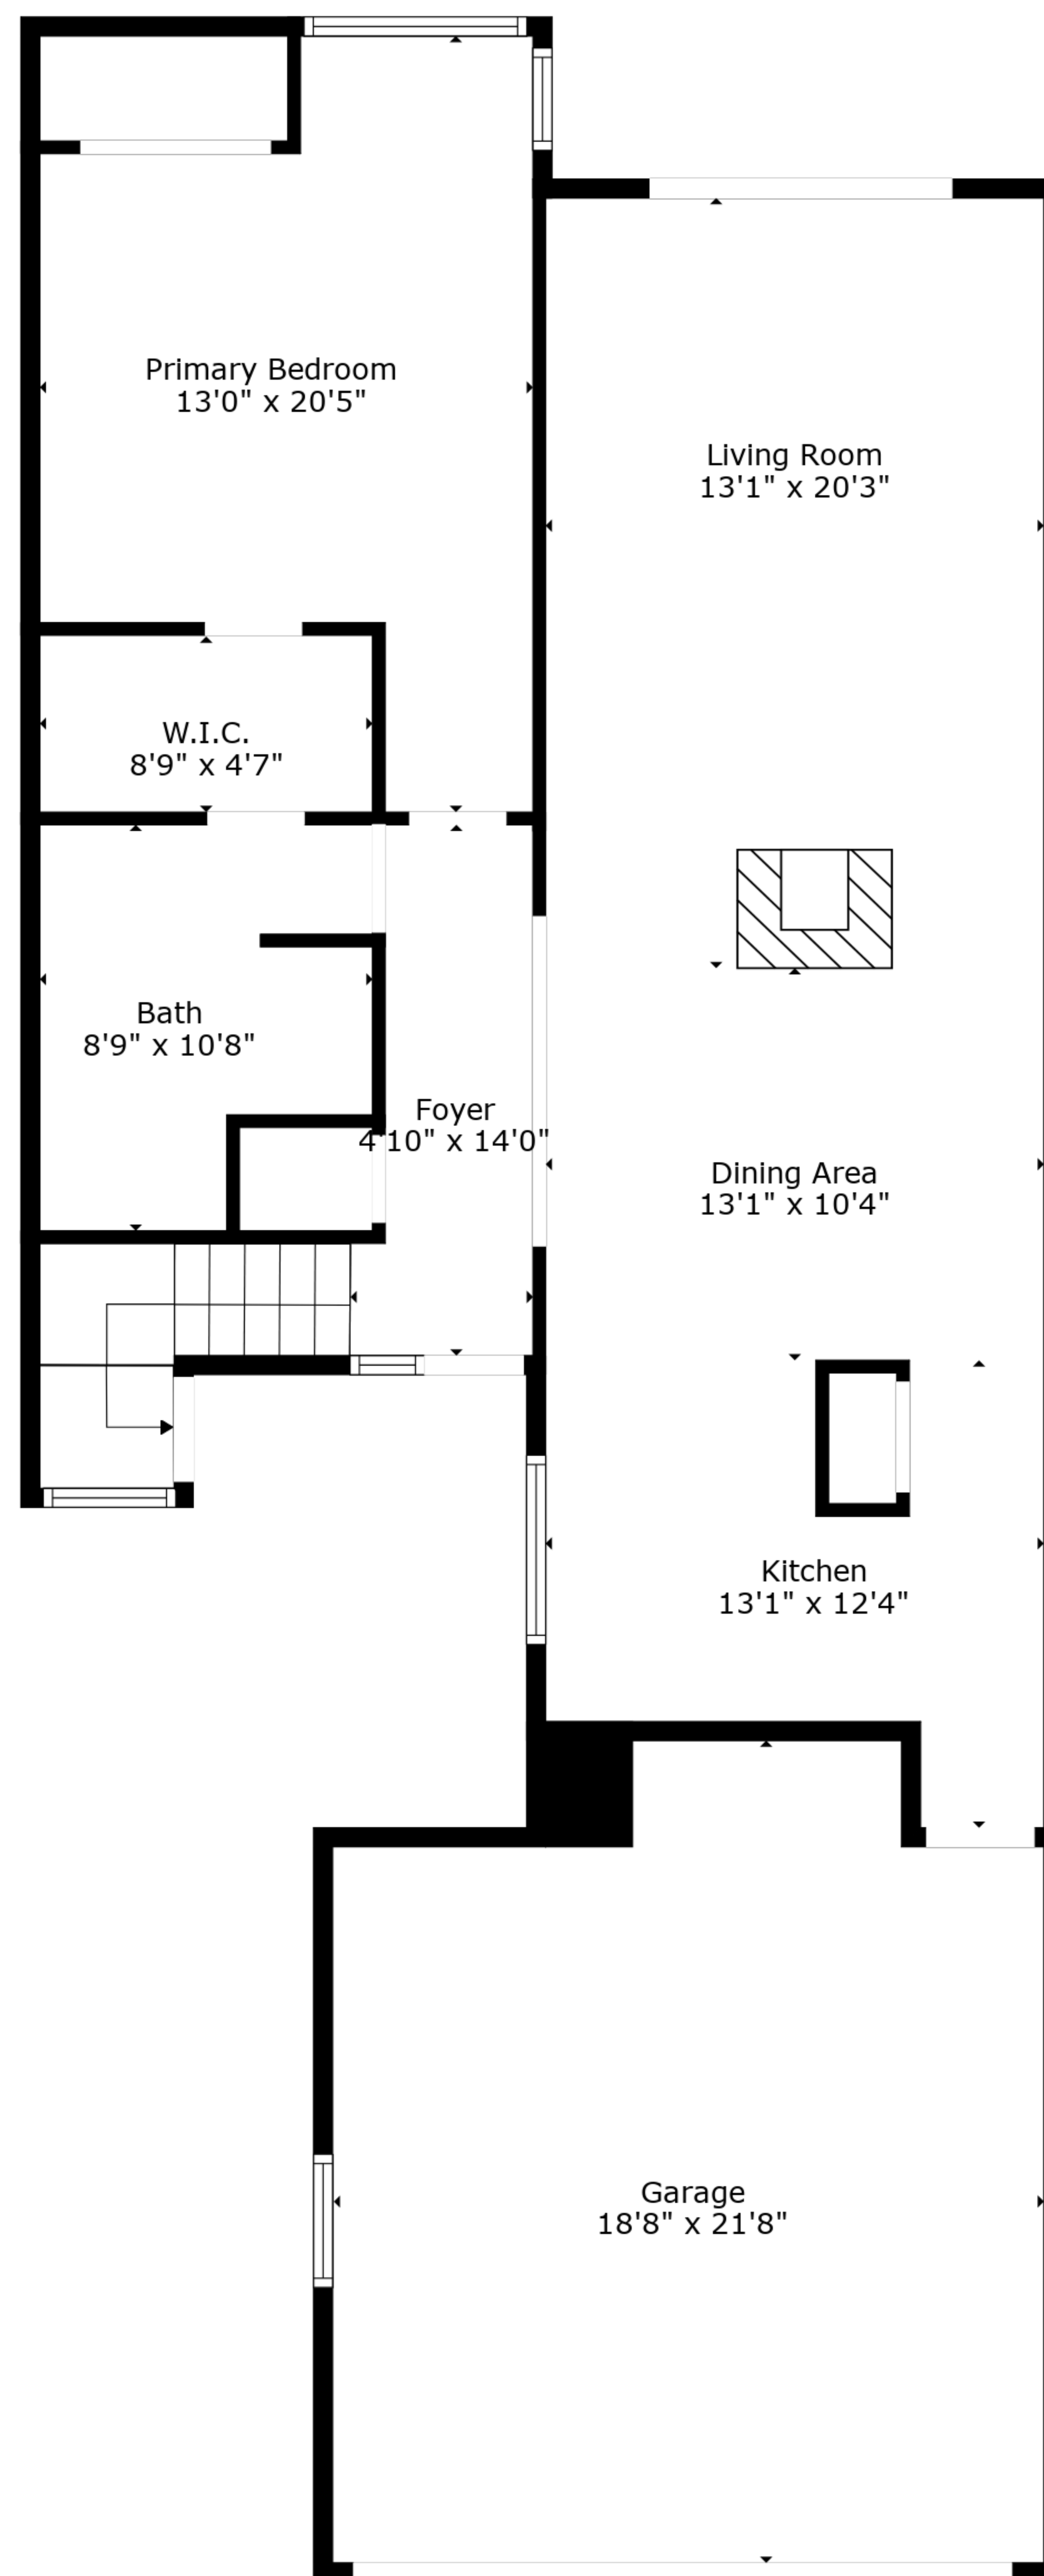 Primary Bedroom
13'0" x 20'5"
Living Room
13'1" x 20'3"
W.I.C.
8'9" x 4'7"
Bath
8'9" x 10'8"
Foyer
4'10" x 14'0"
Dining Area
13'1" x 10'4"
Kitchen
13'1" x 12'4"
Garage
18'8" x 21'8"